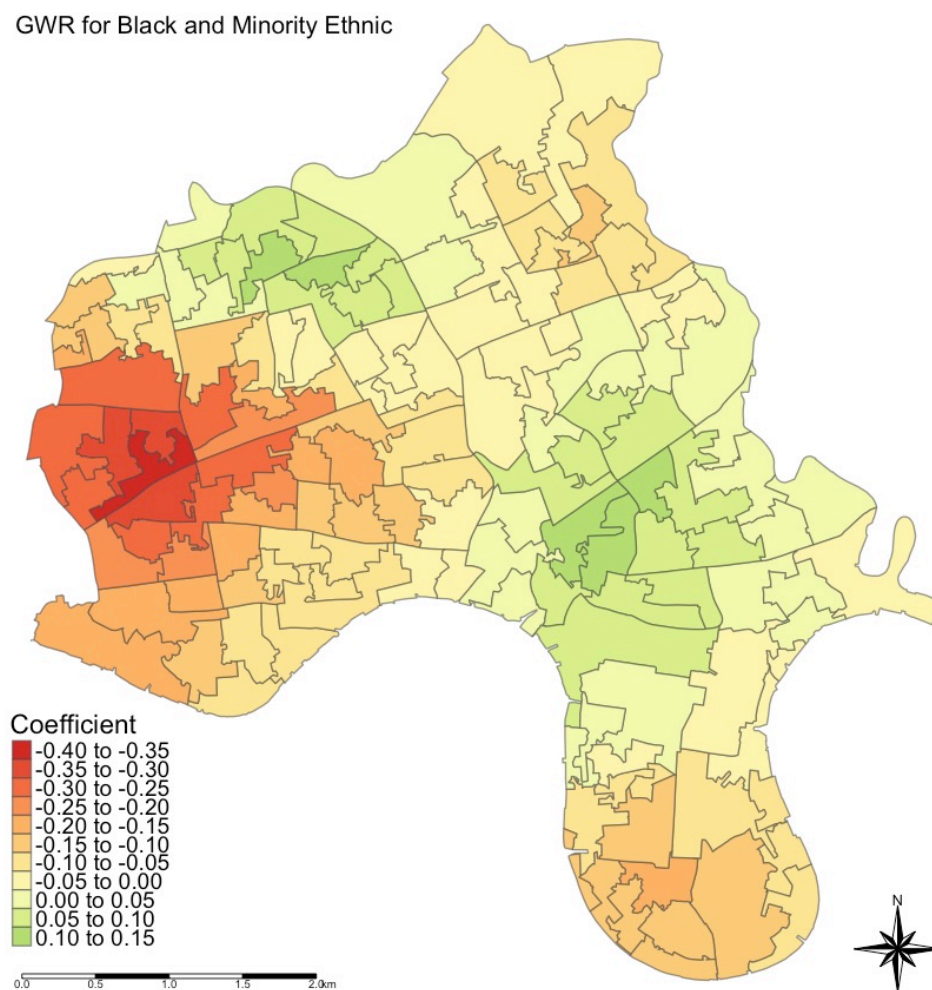 GWR for Black and Minority Ethnic
Coefficient
-0.40 to -0.35
-0.35 to -0.30
-0.30 to -0.25
-0.25 to -0.20
-0.20 to -0.15
-0.15 to -0.10
-0.10 to -0.05
-0.05 to 0.00
0.00 to 0.05
0.05 to 0.10
0.10 to 0.15
N
0.0 0.5 1.0 1.5 2.0km